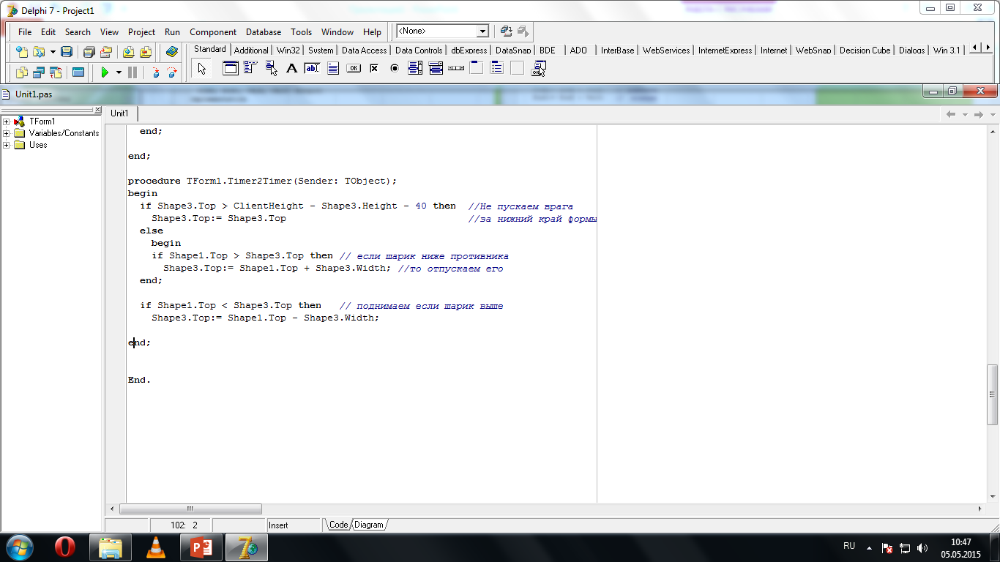 Delphi 7 - Project1
File Edit Search View Project Run Component Database Tools Window Help <None>
Standard Additional Win32 System Data Access Data Controls dbExpress DataSnap BDE ADO InterBase WebServices InternetExpress Internet WebSnap Decision Cube Dialogs Win 3.1
Unit1.pas
TForm1
Variables/Constants
Uses
Unit1
end;
end;
procedure TForm1.Timer2Timer(Sender: TObject);
begin
if Shape3.Top > ClientHeight - Shape3.Height - 40 then //Не пускаем врага
Shape3.Top:= Shape3.Top //за нижний край формы
else
begin
if Shape1.Top > Shape3.Top then // если шарик ниже противника
Shape3.Top:= Shape1.Top + Shape3.Width; //то отпускаем его
end;
if Shape1.Top < Shape3.Top then // поднимаем если шарик выше
Shape3.Top:= Shape1.Top - Shape3.Width;
end;
End.
102: 2 Insert Code Diagram
RU 10:47
05.05.2015